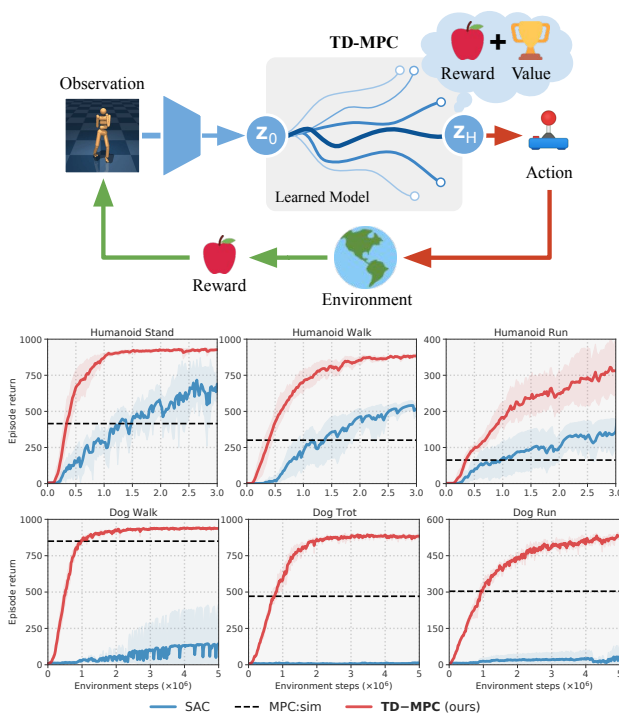 TD-MPC
Observation
Reward
Value
z0
zH
Learned Model
Action
Reward
Environment
Humanoid Stand
Humanoid Walk
Humanoid Run
Episode return
1000
750
500
250
0
0.0 0.5 1.0 1.5 2.0 2.5 3.0
1000
750
500
250
0
0.0 0.5 1.0 1.5 2.0 2.5 3.0
400
300
200
100
0
0.0 0.5 1.0 1.5 2.0 2.5 3.0
Dog Walk
Dog Trot
Dog Run
Episode return
1000
750
500
250
0
0 1 2 3 4 5
1000
750
500
250
0
0 1 2 3 4 5
600
450
300
150
0
0 1 2 3 4 5
Environment steps (×10⁶)
Environment steps (×10⁶)
Environment steps (×10⁶)
SAC
MPC:sim
TD−MPC (ours)